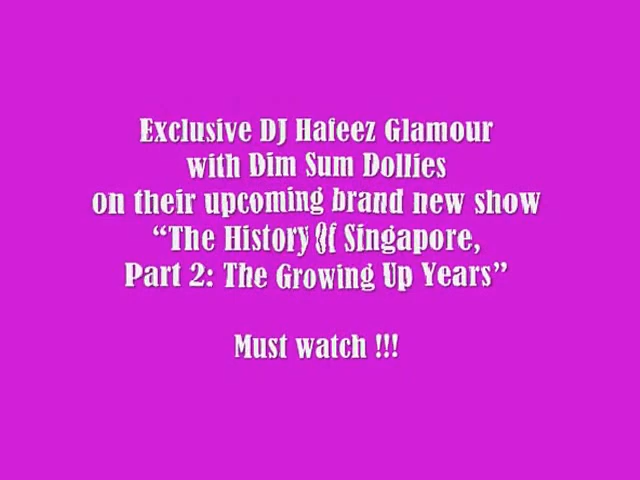 Exclusive DJ Hafeez Glamour
with Dim Sum Dollies
on their upcoming brand new show
“The History Of Singapore,
Part 2: The Growing Up Years”
Must watch !!!